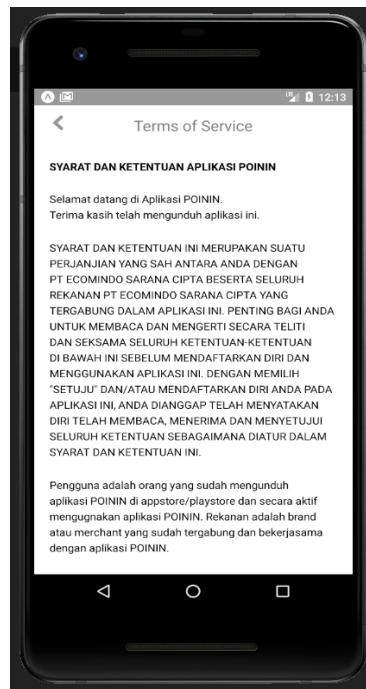 LTE 12:13
Terms of Service
SYARAT DAN KETENTUAN APLIKASI POININ
Selamat datang di Aplikasi POININ.
Terima kasih telah mengunduh aplikasi ini.
SYARAT DAN KETENTUAN INI MERUPAKAN SUATU
PERJANJIAN YANG SAH ANTARA ANDA DENGAN
PT ECOMINDO SARANA CIPTA BESERTA SELURUH
REKANAN PT ECOMINDO SARANA CIPTA YANG
TERGABUNG DALAM APLIKASI INI. PENTING BAGI ANDA
UNTUK MEMBACA DAN MENGERTI SECARA TELITI
DAN SEKSAMA SELURUH KETENTUAN-KETENTUAN
DI BAWAH INI SEBELUM MENDAFTARKAN DIRI DAN
MENGGUNAKAN APLIKASI INI. DENGAN MEMILIH
"SETUJU" DAN/ATAU MENDAFTARKAN DIRI ANDA PADA
APLIKASI INI, ANDA DIANGGAP TELAH MENYATAKAN
DIRI TELAH MEMBACA, MENERIMA DAN MENYETUJUI
SELURUH KETENTUAN SEBAGAIMANA DIATUR DALAM
SYARAT DAN KETENTUAN INI.
Pengguna adalah orang yang sudah mengunduh
aplikasi POININ di appstore/playstore dan secara aktif
mengugnakan aplikasi POININ. Rekanan adalah brand
atau merchant yang sudah tergabung dan bekerjasama
dengan aplikasi POININ.